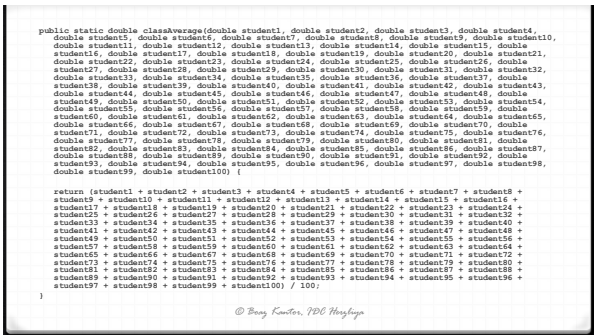 public static double classAverage(double student1, double student2, double student3, double student4,
double student5, double student6, double student7, double student8, double student9, double student10,
double student11, double student12, double student13, double student14, double student15, double
student16, double student17, double student18, double student19, double student20, double student21,
double student22, double student23, double student24, double student25, double student26, double
student27, double student28, double student29, double student30, double student31, double student32,
double student33, double student34, double student35, double student36, double student37, double
student38, double student39, double student40, double student41, double student42, double student43,
double student44, double student45, double student46, double student47, double student48, double
student49, double student50, double student51, double student52, double student53, double student54,
double student55, double student56, double student57, double student58, double student59, double
student60, double student61, double student62, double student63, double student64, double student65,
double student66, double student67, double student68, double student69, double student70, double
student71, double student72, double student73, double student74, double student75, double student76,
double student77, double student78, double student79, double student80, double student81, double
student82, double student83, double student84, double student85, double student86, double student87,
double student88, double student89, double student90, double student91, double student92, double
student93, double student94, double student95, double student96, double student97, double student98,
double student99, double student100) {
return (student1 + student2 + student3 + student4 + student5 + student6 + student7 + student8 +
student9 + student10 + student11 + student12 + student13 + student14 + student15 + student16 +
student17 + student18 + student19 + student20 + student21 + student22 + student23 + student24 +
student25 + student26 + student27 + student28 + student29 + student30 + student31 + student32 +
student33 + student34 + student35 + student36 + student37 + student38 + student39 + student40 +
student41 + student42 + student43 + student44 + student45 + student46 + student47 + student48 +
student49 + student50 + student51 + student52 + student53 + student54 + student55 + student56 +
student57 + student58 + student59 + student60 + student61 + student62 + student63 + student64 +
student65 + student66 + student67 + student68 + student69 + student70 + student71 + student72 +
student73 + student74 + student75 + student76 + student77 + student78 + student79 + student80 +
student81 + student82 + student83 + student84 + student85 + student86 + student87 + student88 +
student89 + student90 + student91 + student92 + student93 + student94 + student95 + student96 +
student97 + student98 + student99 + student100) / 100;
}
© Boaz Kantor, IDC Herzliya